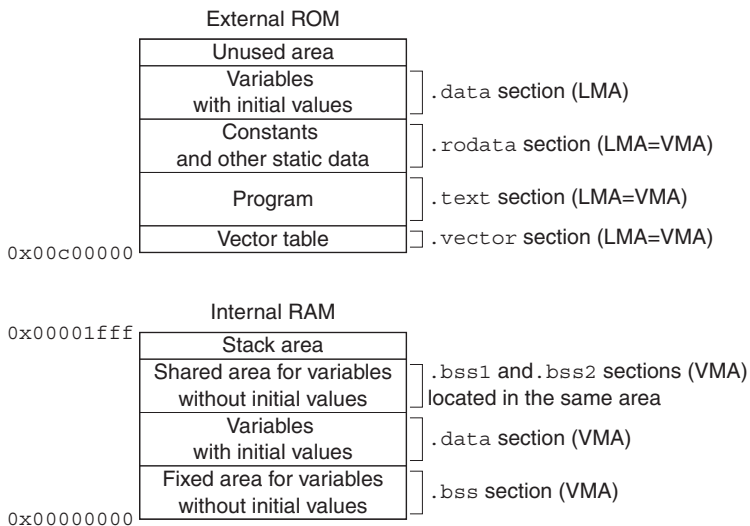 External ROM
Unused area
Variables
with initial values
.data section (LMA)
Constants
and other static data
.rodata section (LMA=VMA)
Program
.text section (LMA=VMA)
Vector table
.vector section (LMA=VMA)
0x00c00000
Internal RAM
0x00001fff
Stack area
Shared area for variables
without initial values
.bss1 and.bss2 sections (VMA)
located in the same area
Variables
with initial values
.data section (VMA)
Fixed area for variables
without initial values
.bss section (VMA)
0x00000000